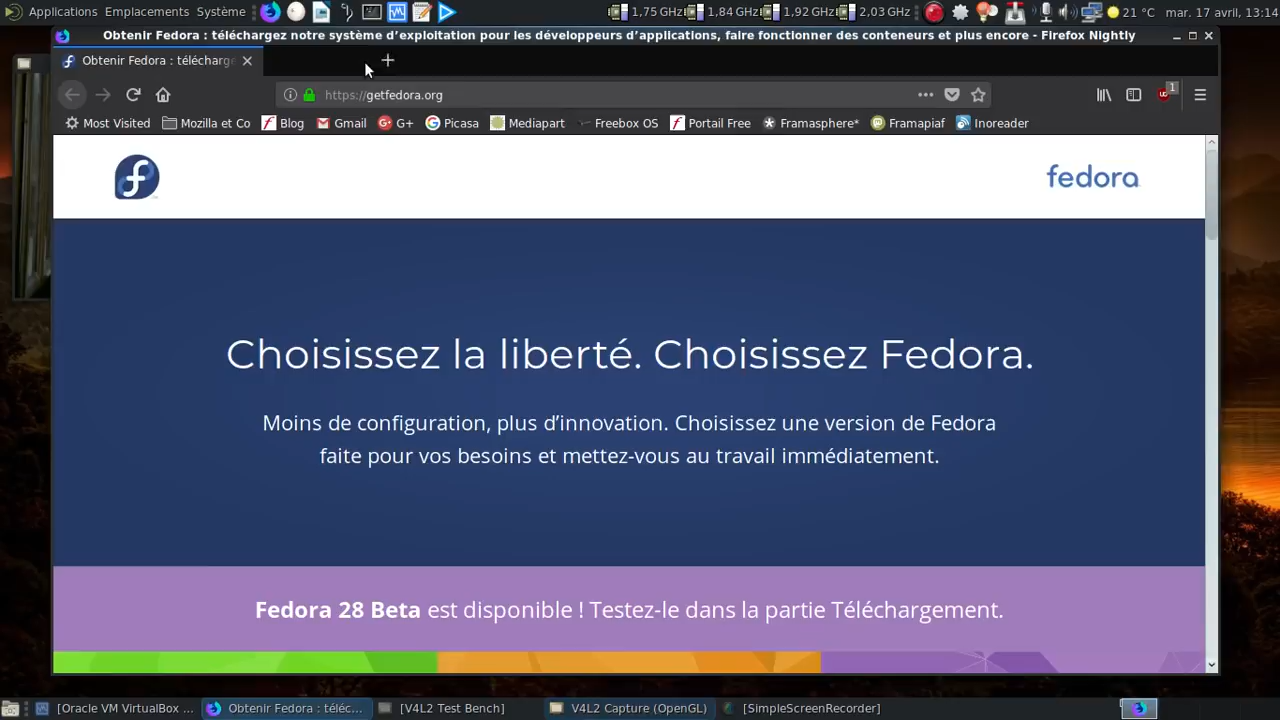 Applications Emplacements Système 1,75 GHz 1,84 GHz 1,92 GHz 2,03 GHz 21 °C mar. 17 avril, 13:14
Obtenir Fedora : téléchargez notre système d’exploitation pour les développeurs d’applications, faire fonctionner des conteneurs et plus encore - Firefox Nightly
Obtenir Fedora : télécharge
https://getfedora.org
1
Most Visited Mozilla et Co Blog Gmail G+ Picasa Mediapart Freebox OS Portail Free Framasphere* Framapiaf Inoreader
fedora
Choisissez la liberté. Choisissez Fedora.
Moins de configuration, plus d’innovation. Choisissez une version de Fedora
faite pour vos besoins et mettez-vous au travail immédiatement.
Fedora 28 Beta est disponible ! Testez-le dans la partie Téléchargement.
[Oracle VM VirtualBox ... Obtenir Fedora : téléc... [V4L2 Test Bench] V4L2 Capture (OpenGL) [SimpleScreenRecorder]